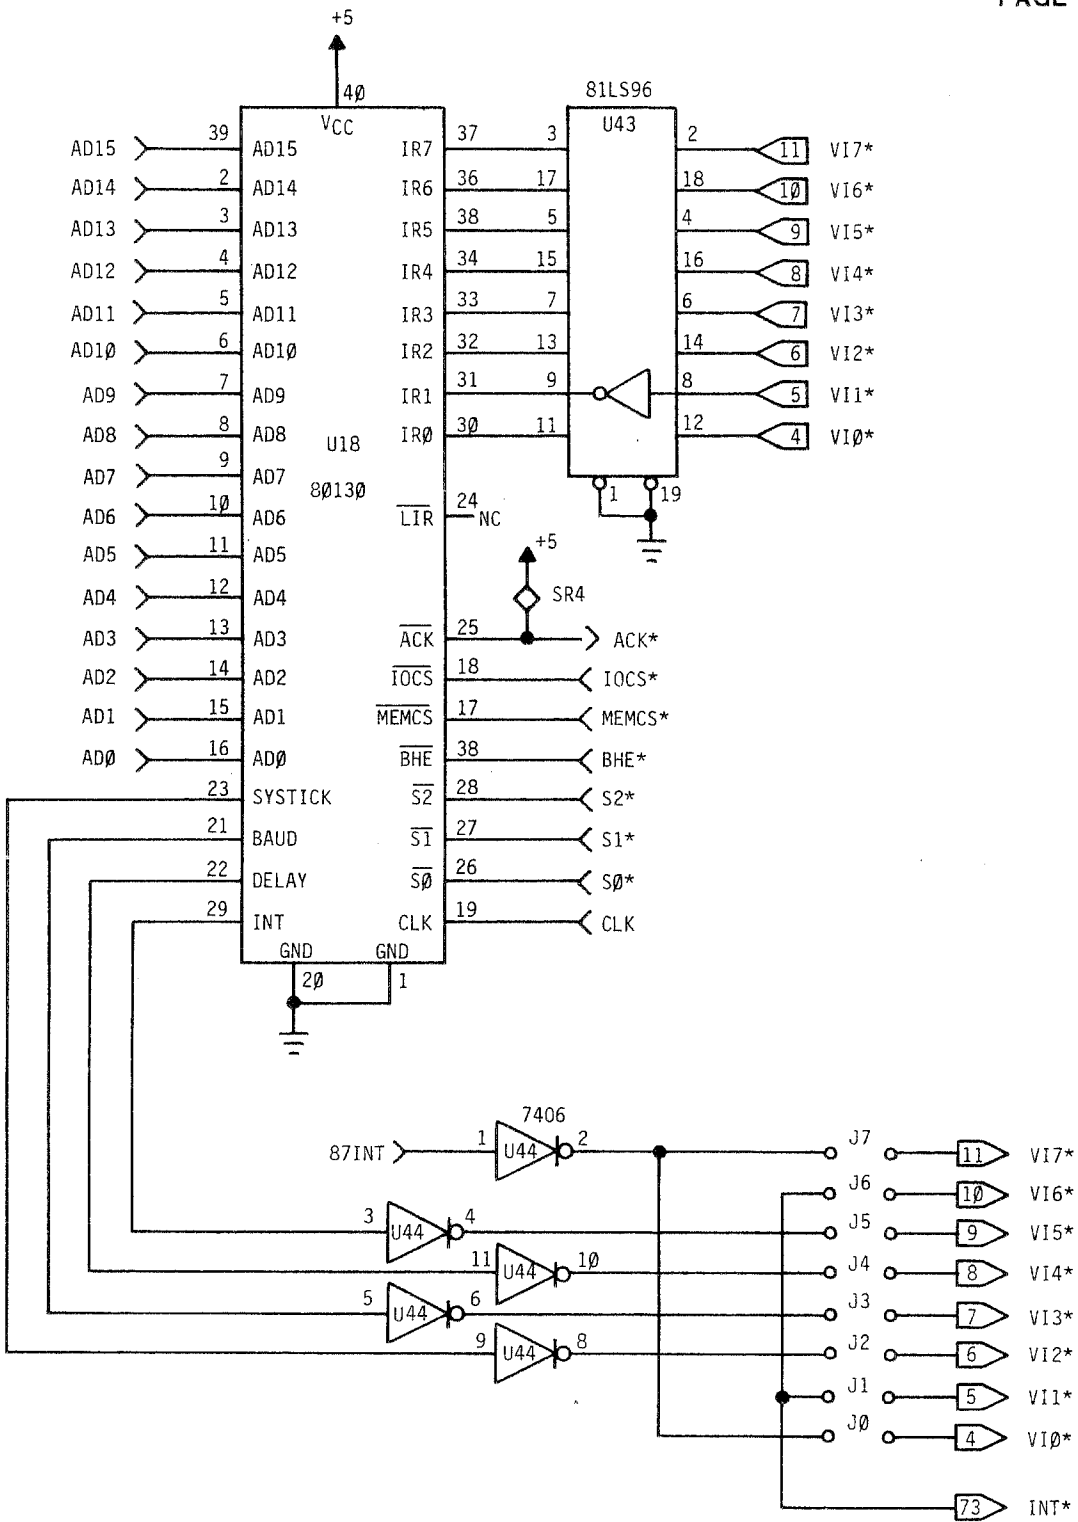 PAGE
+5
40
81LS96
VCC
U43
AD15 39 AD15 IR7 37 3 2 11 VI7*
AD14 2 AD14 IR6 36 17 18 10 VI6*
AD13 3 AD13 IR5 38 5 4 9 VI5*
AD12 4 AD12 IR4 34 15 16 8 VI4*
AD11 5 AD11 IR3 33 7 6 7 VI3*
AD10 6 AD10 IR2 32 13 14 6 VI2*
AD9 7 AD9 IR1 31 9 8 5 VI1*
AD8 8 AD8 IR0 30 11 12 4 VI0*
U18
AD7 9 AD7
80130
1 19
AD6 10 AD6 LIR 24 NC
AD5 11 AD5
+5
AD4 12 AD4
SR4
AD3 13 AD3 ACK 25 ACK*
AD2 14 AD2 IOCS 18 IOCS*
AD1 15 AD1 MEMCS 17 MEMCS*
AD0 16 AD0 BHE 38 BHE*
23 SYSTICK S2 28 S2*
21 BAUD S1 27 S1*
22 DELAY S0 26 S0*
29 INT CLK 19 CLK
GND GND
20 1
7406
87INT 1 U44 2 J7 11 VI7*
J6 10 VI6*
3 U44 4 J5 9 VI5*
11 U44 10 J4 8 VI4*
5 U44 6 J3 7 VI3*
9 U44 8 J2 6 VI2*
J1 5 VI1*
J0 4 VI0*
73 INT*